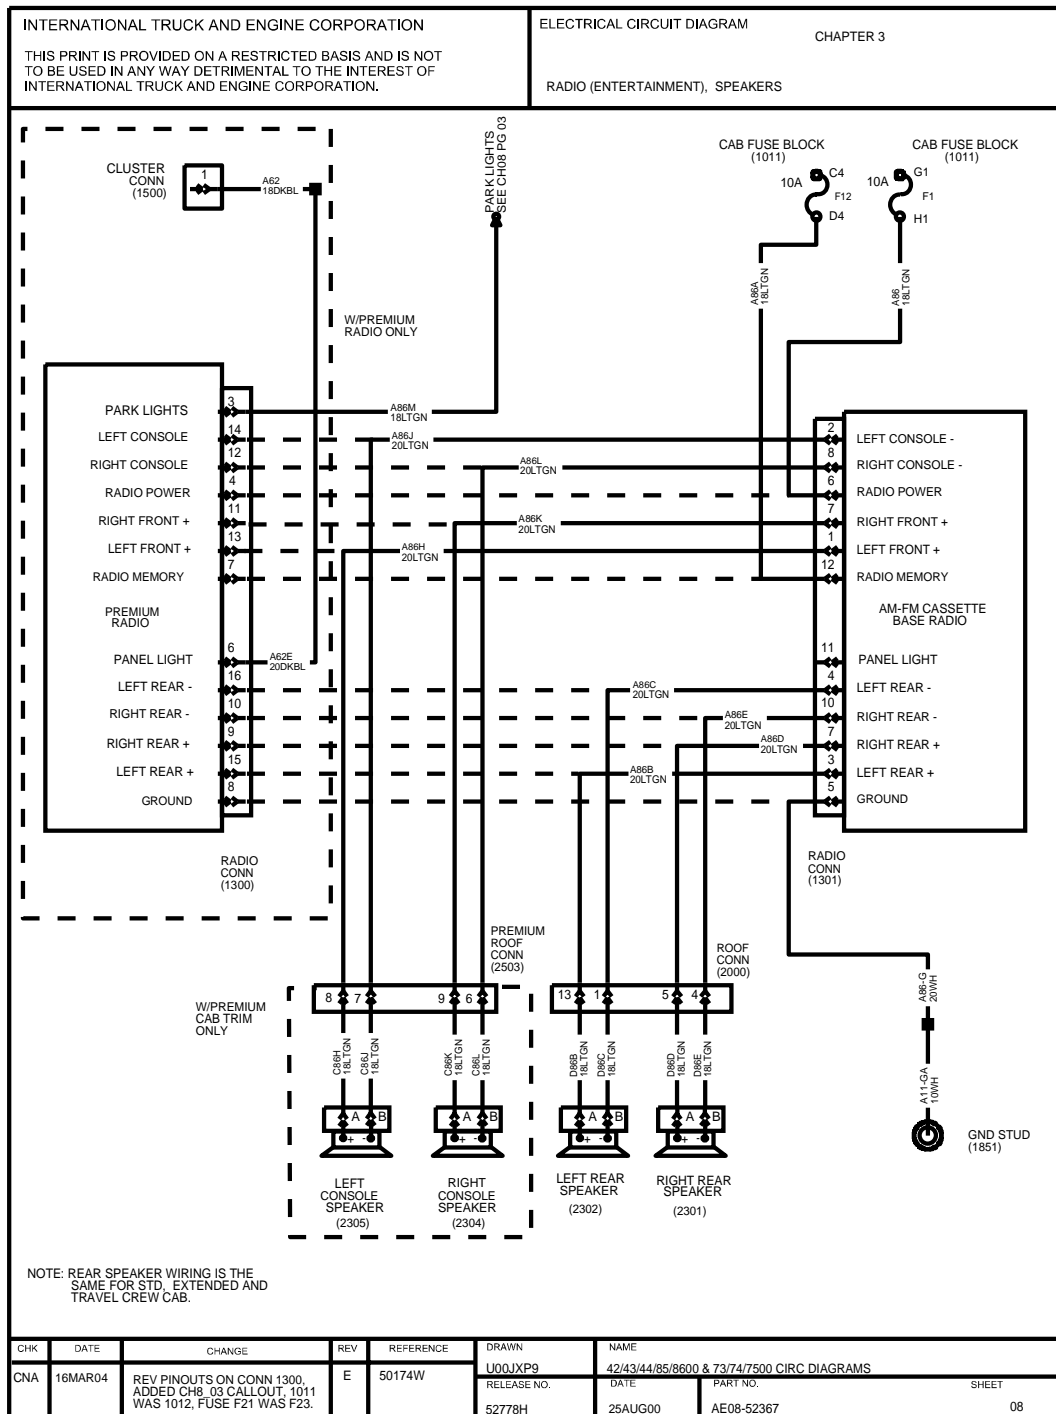 INTERNATIONAL TRUCK AND ENGINE CORPORATION
THIS PRINT IS PROVIDED ON A RESTRICTED BASIS AND IS NOT
TO BE USED IN ANY WAY DETRIMENTAL TO THE INTEREST OF
INTERNATIONAL TRUCK AND ENGINE CORPORATION.
ELECTRICAL CIRCUIT DIAGRAM
CHAPTER 3
RADIO (ENTERTAINMENT), SPEAKERS
CLUSTER
CONN
(1500)
1
A62
18DKBL
PARK LIGHTS
SEE CH08 PG 03
CAB FUSE BLOCK
(1011)
10A
C4
F12
D4
CAB FUSE BLOCK
(1011)
10A
G1
F1
H1
A86A
18LTGN
A86
18LTGN
W/PREMIUM
RADIO ONLY
PARK LIGHTS
3
A86M
18LTGN
LEFT CONSOLE
14
A86J
20LTGN
2
LEFT CONSOLE -
RIGHT CONSOLE
12
A86L
20LTGN
8
RIGHT CONSOLE -
RADIO POWER
4
6
RADIO POWER
RIGHT FRONT +
11
A86K
20LTGN
7
RIGHT FRONT +
LEFT FRONT +
13
A86H
20LTGN
1
LEFT FRONT +
RADIO MEMORY
7
12
RADIO MEMORY
PREMIUM
RADIO
AM-FM CASSETTE
BASE RADIO
PANEL LIGHT
6
A62E
20DKBL
11
PANEL LIGHT
LEFT REAR -
16
A86C
20LTGN
4
LEFT REAR -
RIGHT REAR -
10
A86E
20LTGN
10
RIGHT REAR -
RIGHT REAR +
9
A86D
20LTGN
7
RIGHT REAR +
LEFT REAR +
15
A86B
20LTGN
3
LEFT REAR +
GROUND
8
5
GROUND
RADIO
CONN
(1300)
RADIO
CONN
(1301)
PREMIUM
ROOF
CONN
(2503)
ROOF
CONN
(2000)
W/PREMIUM
CAB TRIM
ONLY
8 7 9 6
13 1 5 4
C86H
18LTGN
C86J
18LTGN
C86K
18LTGN
C86L
18LTGN
D86B
18LTGN
D86C
18LTGN
D86D
18LTGN
D86E
18LTGN
A86-G
20WH
A11-GA
10WH
A B
+ -
A B
+ -
A B
+ -
A B
+ -
GND STUD
(1851)
LEFT
CONSOLE
SPEAKER
(2305)
RIGHT
CONSOLE
SPEAKER
(2304)
LEFT REAR
SPEAKER
(2302)
RIGHT REAR
SPEAKER
(2301)
NOTE: REAR SPEAKER WIRING IS THE
SAME FOR STD, EXTENDED AND
TRAVEL CREW CAB.
CHK DATE CHANGE REV REFERENCE
CNA 16MAR04 REV PINOUTS ON CONN 1300,
ADDED CH8_03 CALLOUT, 1011
WAS 1012, FUSE F21 WAS F23.
E 50174W
DRAWN
U00JXP9
NAME
42/43/44/85/8600 & 73/74/7500 CIRC DIAGRAMS
RELEASE NO.
52778H
DATE
25AUG00
PART NO.
AE08-52367
SHEET
08